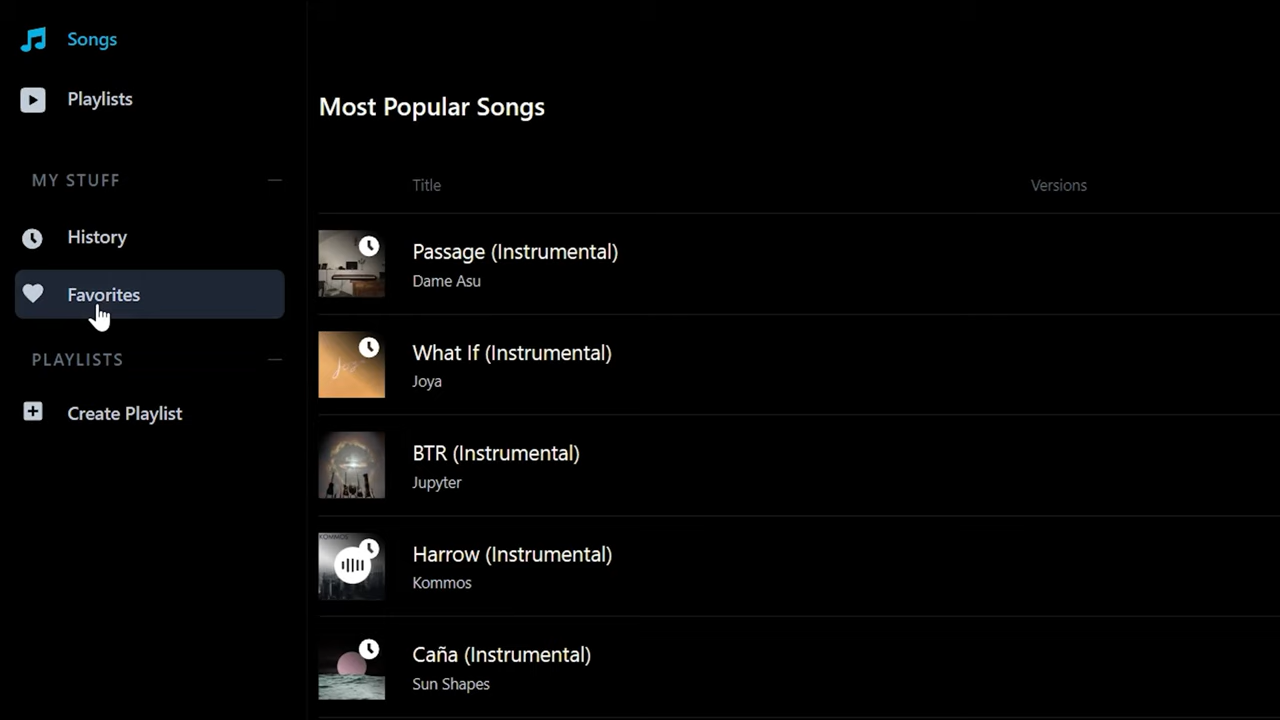 Songs
Playlists
MY STUFF
History
Favorites
PLAYLISTS
Create Playlist
Most Popular Songs
Title Versions
Passage (Instrumental)
Dame Asu
What If (Instrumental)
Joya
BTR (Instrumental)
Jupyter
KOMMOS
Harrow (Instrumental)
Kommos
Caña (Instrumental)
Sun Shapes